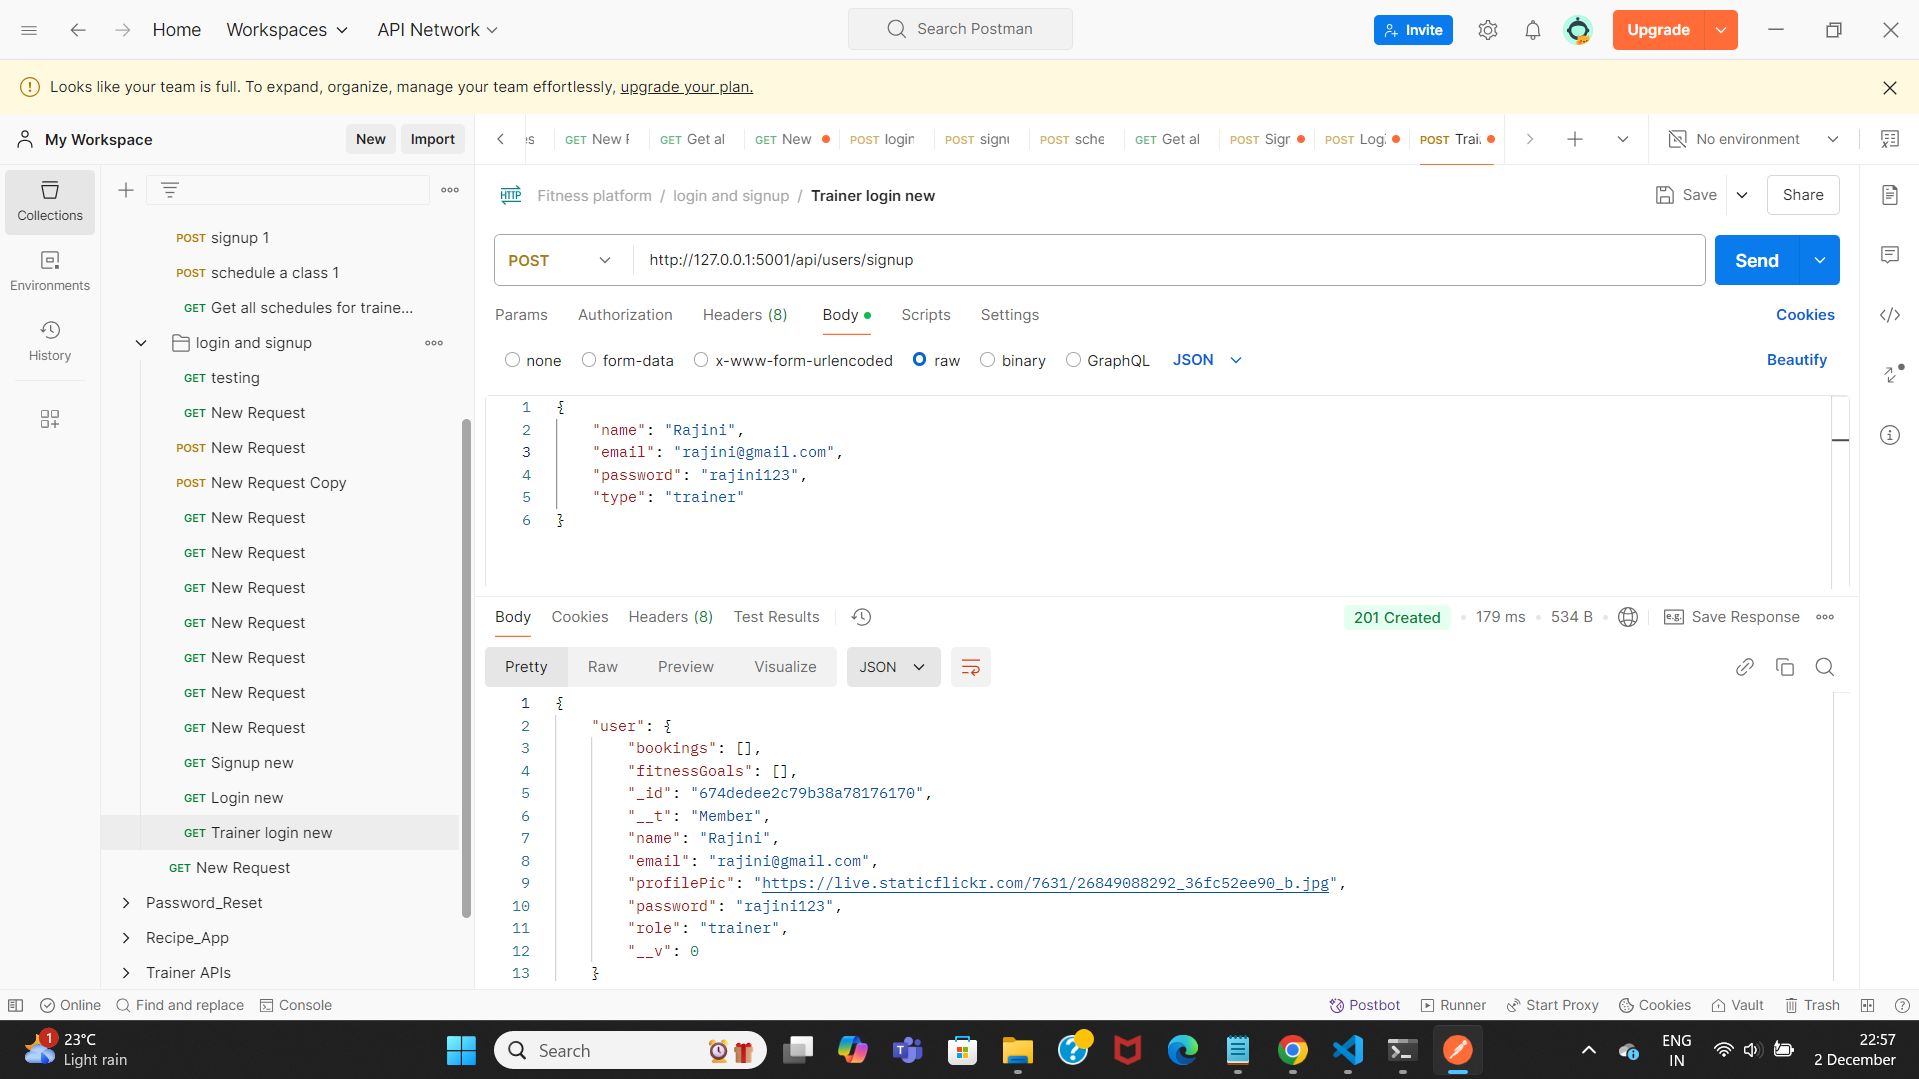 Home Workspaces API Network Search Postman Invite Upgrade
Looks like your team is full. To expand, organize, manage your team effortlessly, upgrade your plan.
My Workspace New Import
es GET New F GET Get al GET New POST login POST signu POST sche GET Get al POST Sigr POST Log POST Trai No environment
Collections
Environments
History
POST signup 1
POST schedule a class 1
GET Get all schedules for traine...
login and signup
GET testing
GET New Request
POST New Request
POST New Request Copy
GET New Request
GET New Request
GET New Request
GET New Request
GET New Request
GET New Request
GET New Request
GET Signup new
GET Login new
GET Trainer login new
GET New Request
Password_Reset
Recipe_App
Trainer APIs
HTTP Fitness platform / login and signup / Trainer login new Save Share
POST http://127.0.0.1:5001/api/users/signup Send
Params Authorization Headers (8) Body Scripts Settings Cookies
none form-data x-www-form-urlencoded raw binary GraphQL JSON Beautify
1 {
2 "name": "Rajini",
3 "email": "rajini@gmail.com",
4 "password": "rajini123",
5 "type": "trainer"
6 }
Body Cookies Headers (8) Test Results 201 Created 179 ms 534 B e.g. Save Response
Pretty Raw Preview Visualize JSON
1 {
2 "user": {
3 "bookings": [],
4 "fitnessGoals": [],
5 "_id": "674dedee2c79b38a78176170",
6 "__t": "Member",
7 "name": "Rajini",
8 "email": "rajini@gmail.com",
9 "profilePic": "https://live.staticflickr.com/7631/26849088292_36fc52ee90_b.jpg",
10 "password": "rajini123",
11 "role": "trainer",
12 "__v": 0
13 }
Online Find and replace Console Postbot Runner Start Proxy Cookies Vault Trash
1 23°C
Light rain
Search
ENG
IN
22:57
2 December